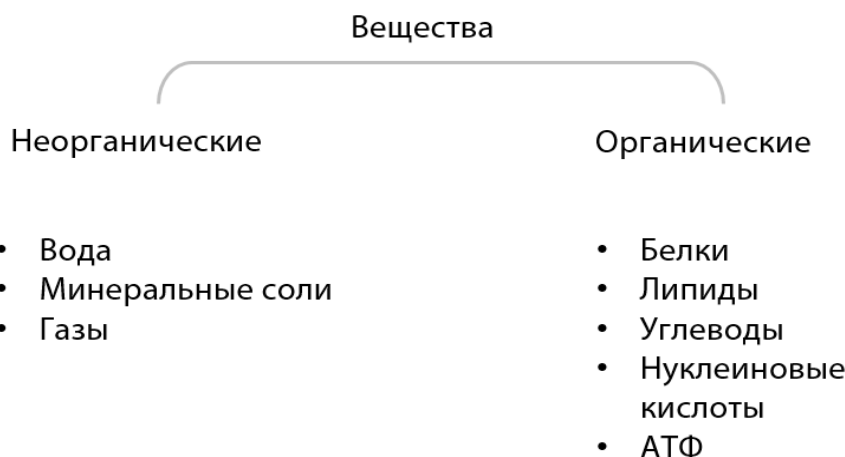 Вещества
Неорганические
Органические
• Вода
• Минеральные соли
• Газы
• Белки
• Липиды
• Углеводы
• Нуклеиновые
кислоты
• АТФ